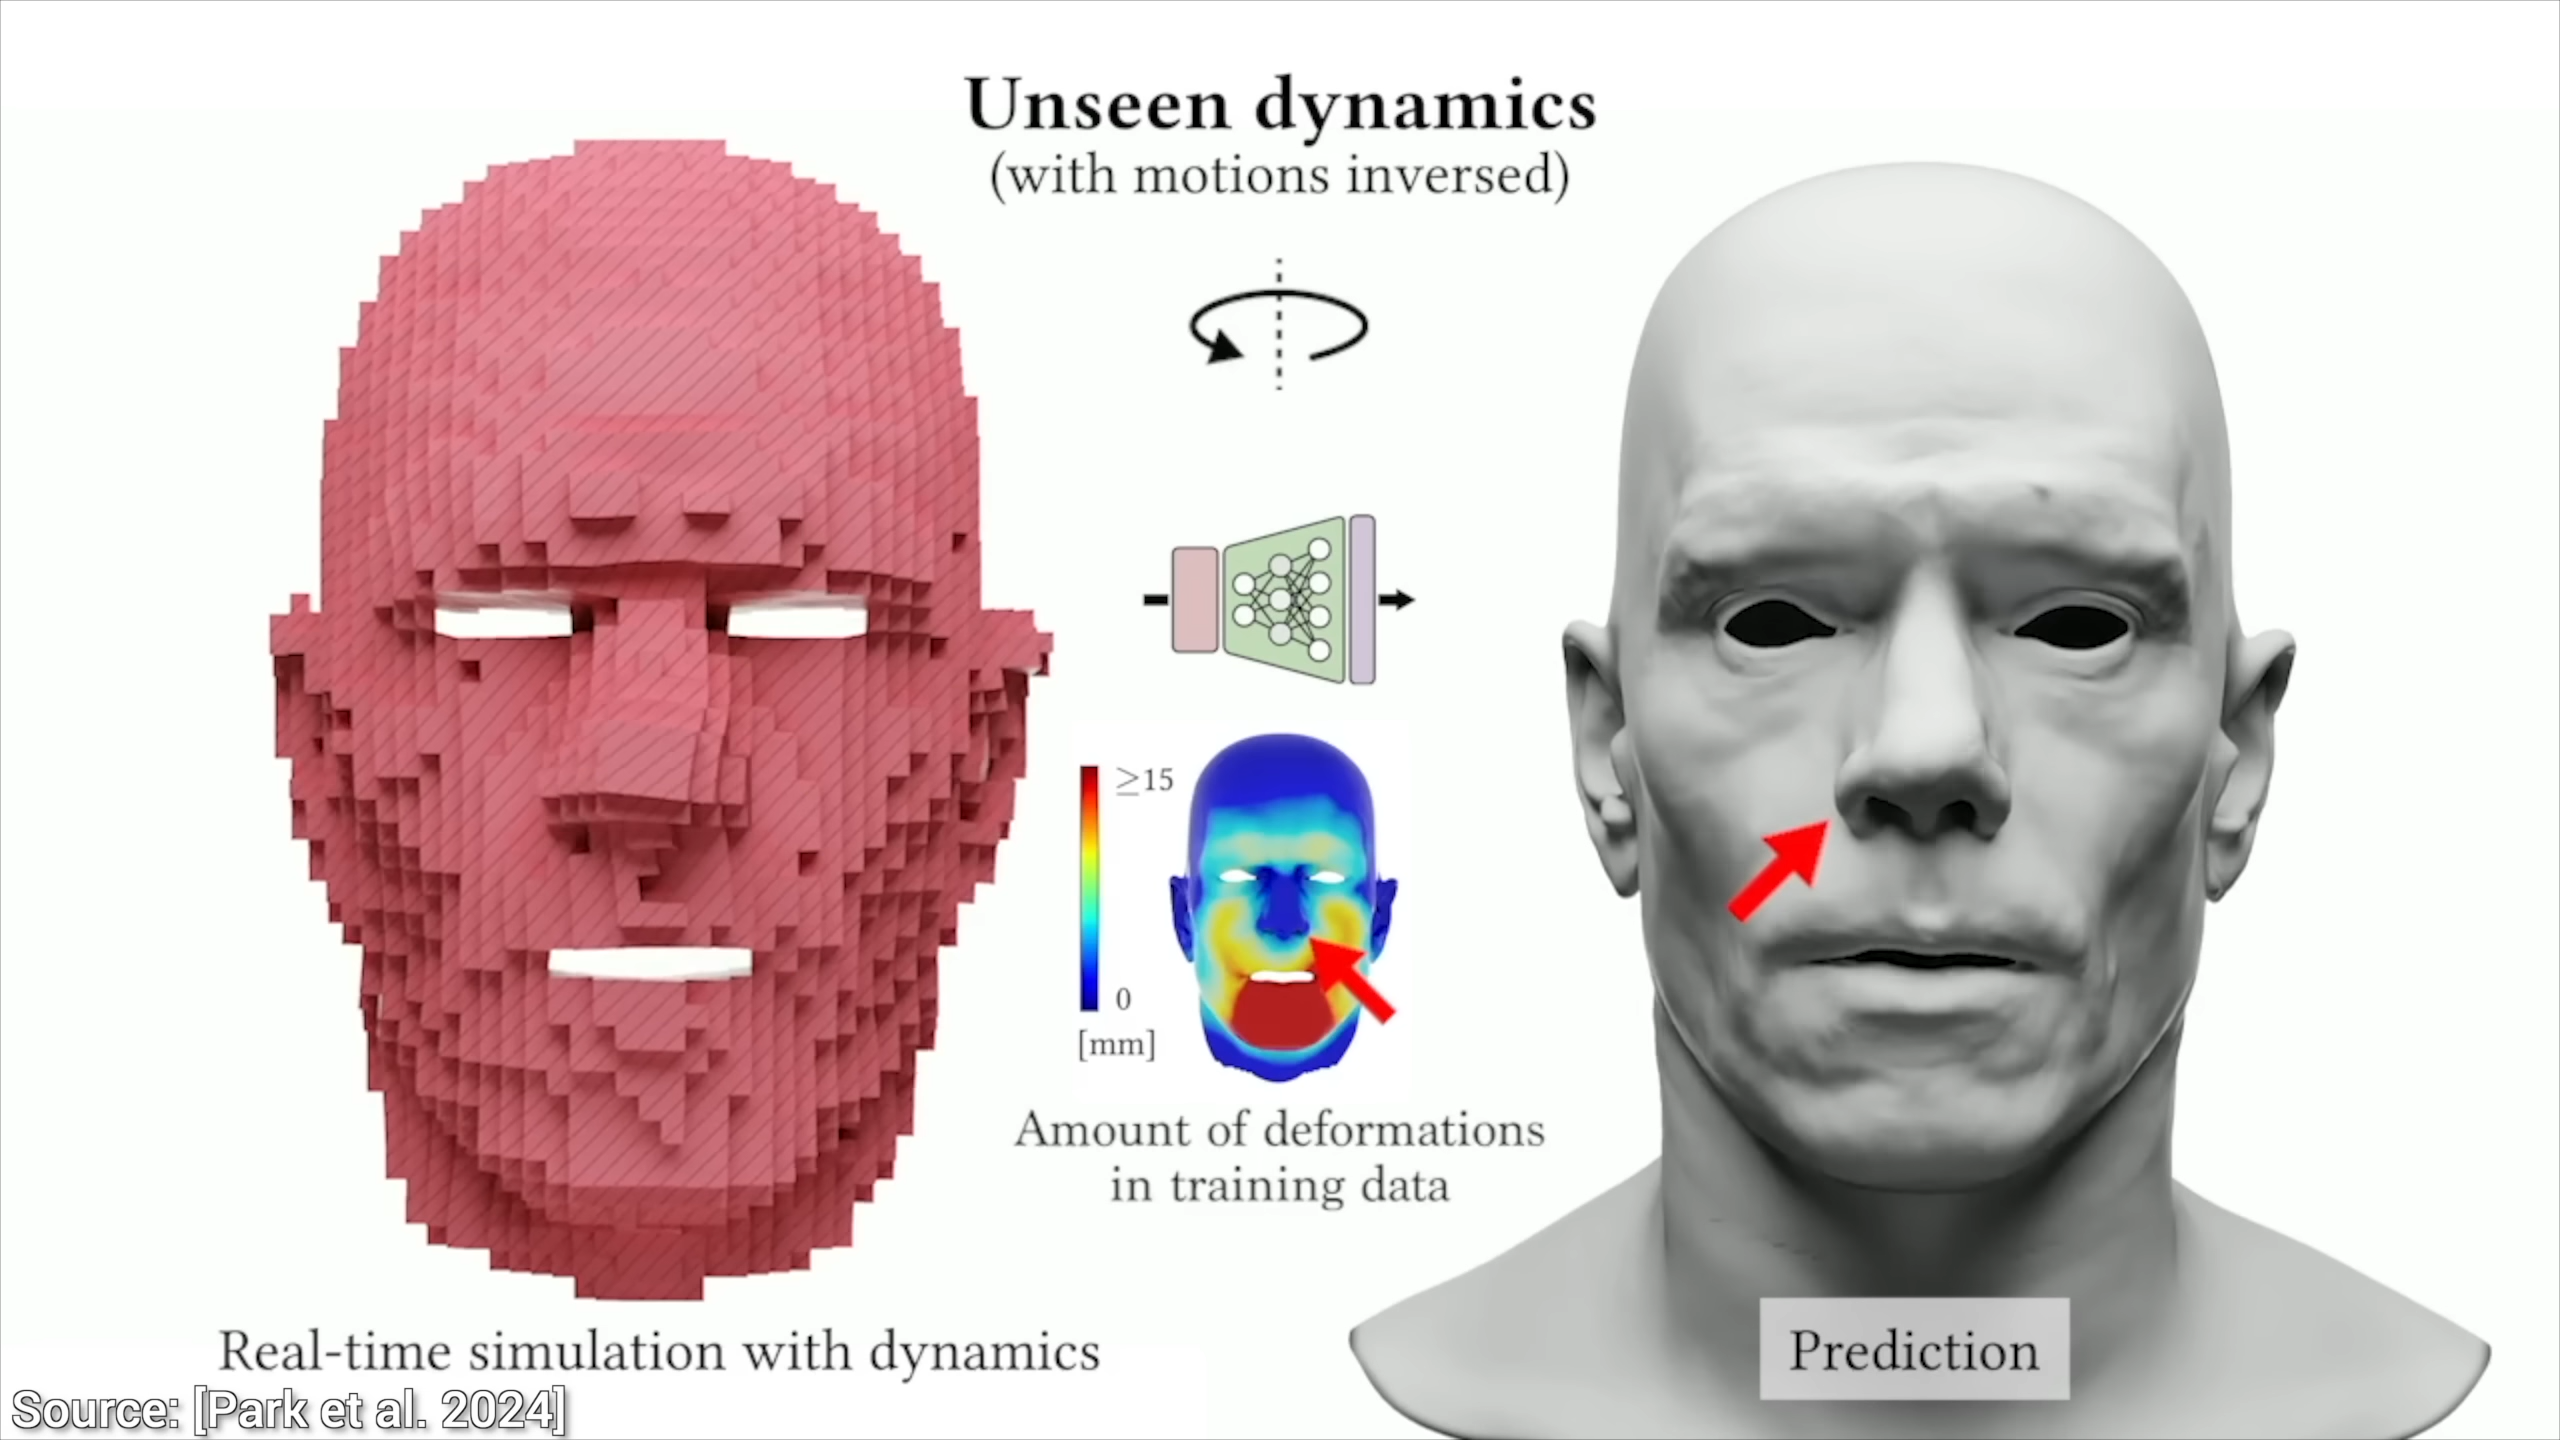 Unseen dynamics
(with motions inversed)
≥15
0
[mm]
Amount of deformations
in training data
Real-time simulation with dynamics
Prediction
Source: [Park et al. 2024]